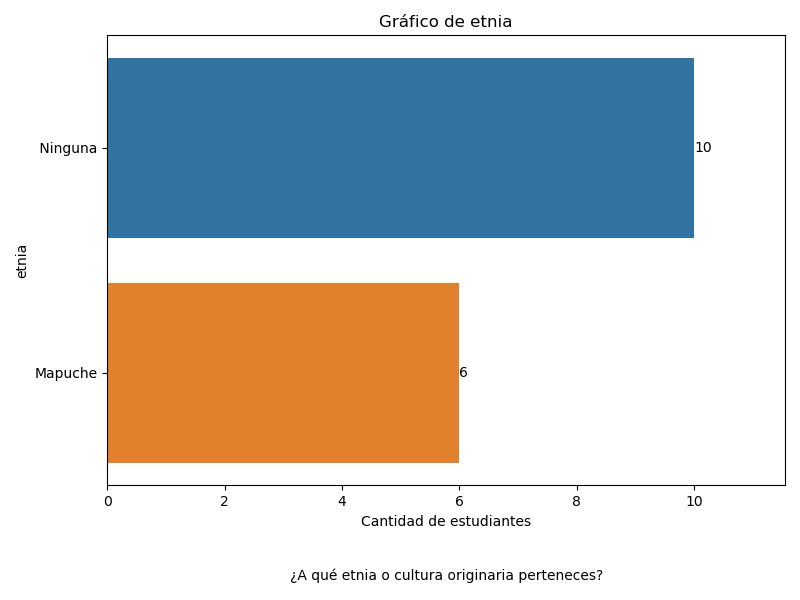 Gráfico de etnia
Ninguna
10
etnia
Mapuche
6
0 2 4 6 8 10
Cantidad de estudiantes
¿A qué etnia o cultura originaria perteneces?